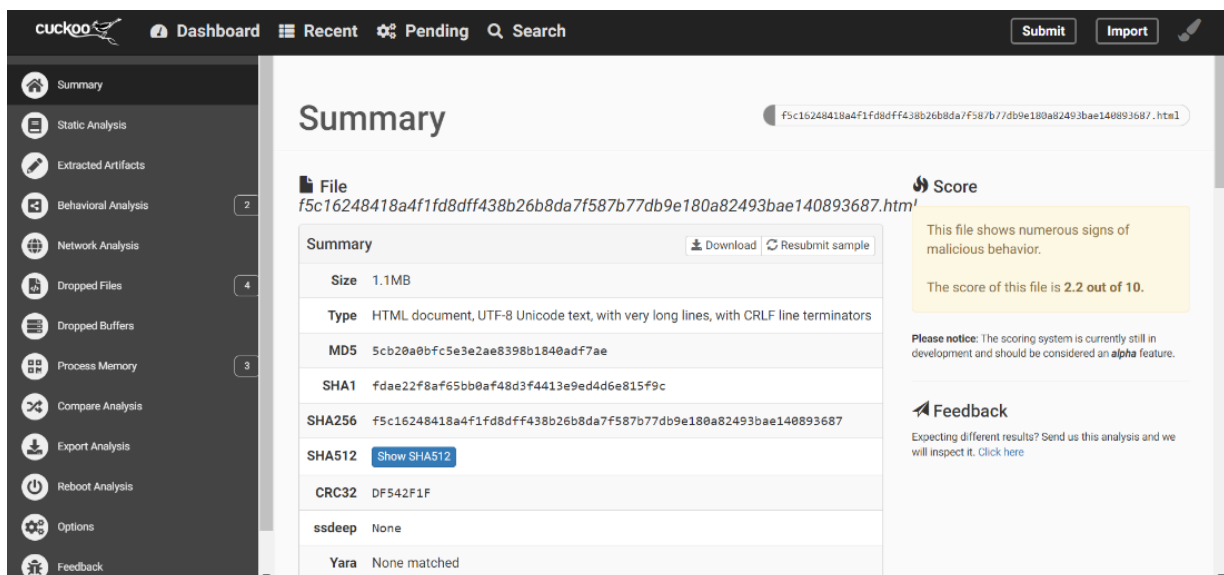 cuckoo Dashboard Recent Pending Search Submit Import
Summary
Static Analysis
Extracted Artifacts
Behavioral Analysis 2
Network Analysis
Dropped Files 4
Dropped Buffers
Process Memory 3
Compare Analysis
Export Analysis
Reboot Analysis
Options
Feedback
Summary
f5c16248418a4f1fd8dff438b26b8da7f587b77db9e180a82493bae140893687.html
File
f5c16248418a4f1fd8dff438b26b8da7f587b77db9e180a82493bae140893687.html
Summary Download Resubmit sample
Size 1.1MB
Type HTML document, UTF-8 Unicode text, with very long lines, with CRLF line terminators
MD5 5cb20a0bfc5e3e2ae8398b1840adf7ae
SHA1 fdae22f8af65bb0af48d3f4413e9ed4d6e815f9c
SHA256 f5c16248418a4f1fd8dff438b26b8da7f587b77db9e180a82493bae140893687
SHA512 Show SHA512
CRC32 DF542F1F
ssdeep None
Yara None matched
Score
This file shows numerous signs of
malicious behavior.
The score of this file is 2.2 out of 10.
Please notice: The scoring system is currently still in
development and should be considered an alpha feature.
Feedback
Expecting different results? Send us this analysis and we
will inspect it. Click here